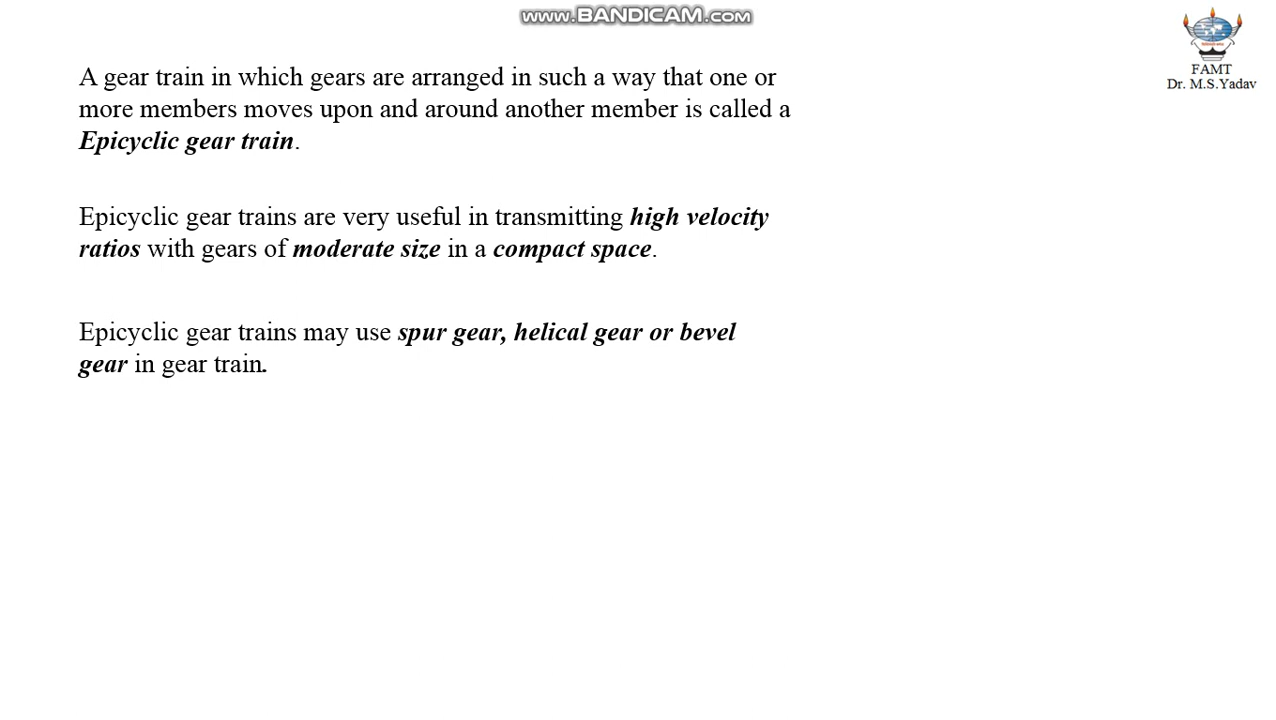 www.BANDICAM.com
FAMT
Dr. M.S.Yadav
A gear train in which gears are arranged in such a way that one or
more members moves upon and around another member is called a
Epicyclic gear train.
Epicyclic gear trains are very useful in transmitting high velocity
ratios with gears of moderate size in a compact space.
Epicyclic gear trains may use spur gear, helical gear or bevel
gear in gear train.